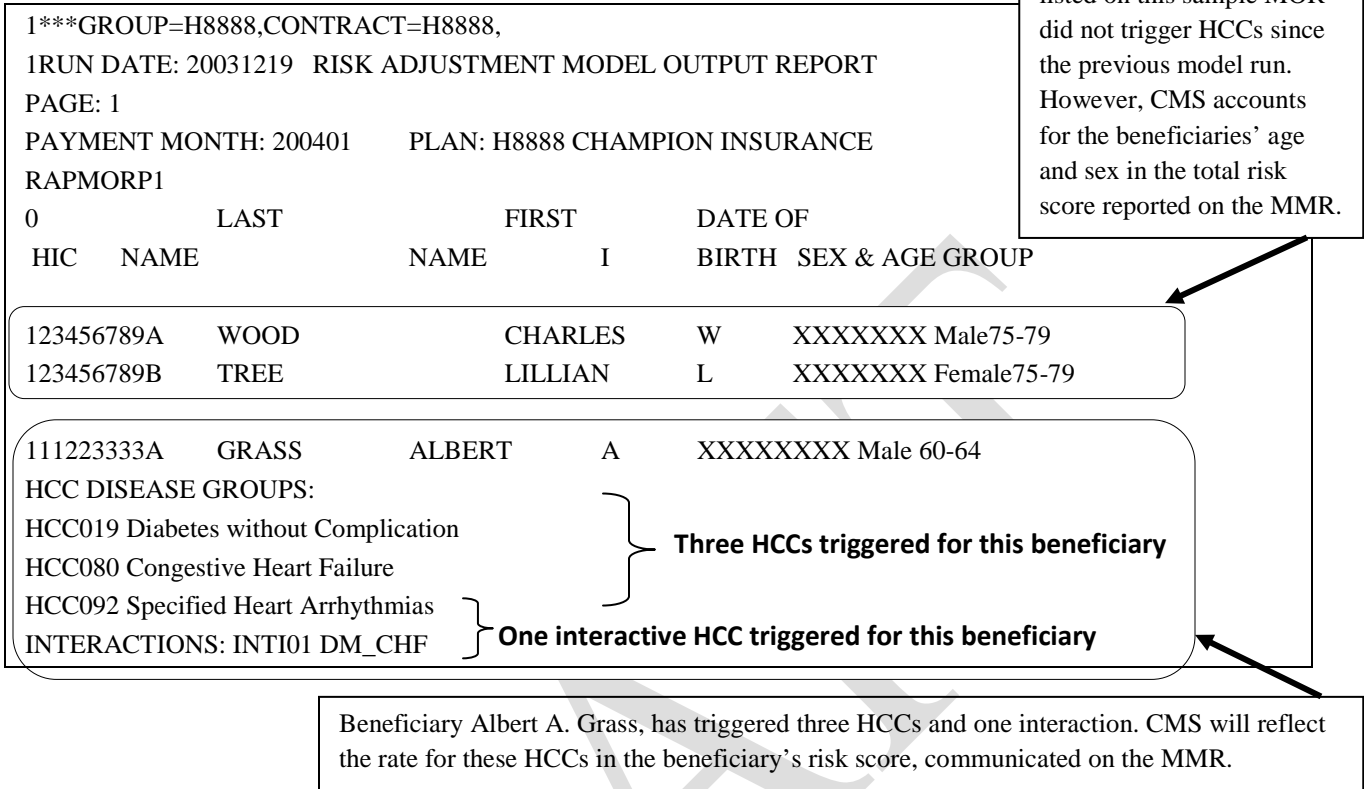 listed on this sample MOR
did not trigger HCCs since
the previous model run.
However, CMS accounts
for the beneficiaries’ age
and sex in the total risk
score reported on the MMR.
1***GROUP=H8888,CONTRACT=H8888,
1RUN DATE: 20031219 RISK ADJUSTMENT MODEL OUTPUT REPORT
PAGE: 1
PAYMENT MONTH: 200401 PLAN: H8888 CHAMPION INSURANCE
RAPMORP1
0 LAST FIRST DATE OF
HIC NAME NAME I BIRTH SEX & AGE GROUP
123456789A WOOD CHARLES W XXXXXXX Male75-79
123456789B TREE LILLIAN L XXXXXXX Female75-79
111223333A GRASS ALBERT A XXXXXXXX Male 60-64
HCC DISEASE GROUPS:
HCC019 Diabetes without Complication
HCC080 Congestive Heart Failure
HCC092 Specified Heart Arrhythmias
INTERACTIONS: INTI01 DM_CHF
Three HCCs triggered for this beneficiary
One interactive HCC triggered for this beneficiary
Beneficiary Albert A. Grass, has triggered three HCCs and one interaction. CMS will reflect
the rate for these HCCs in the beneficiary’s risk score, communicated on the MMR.